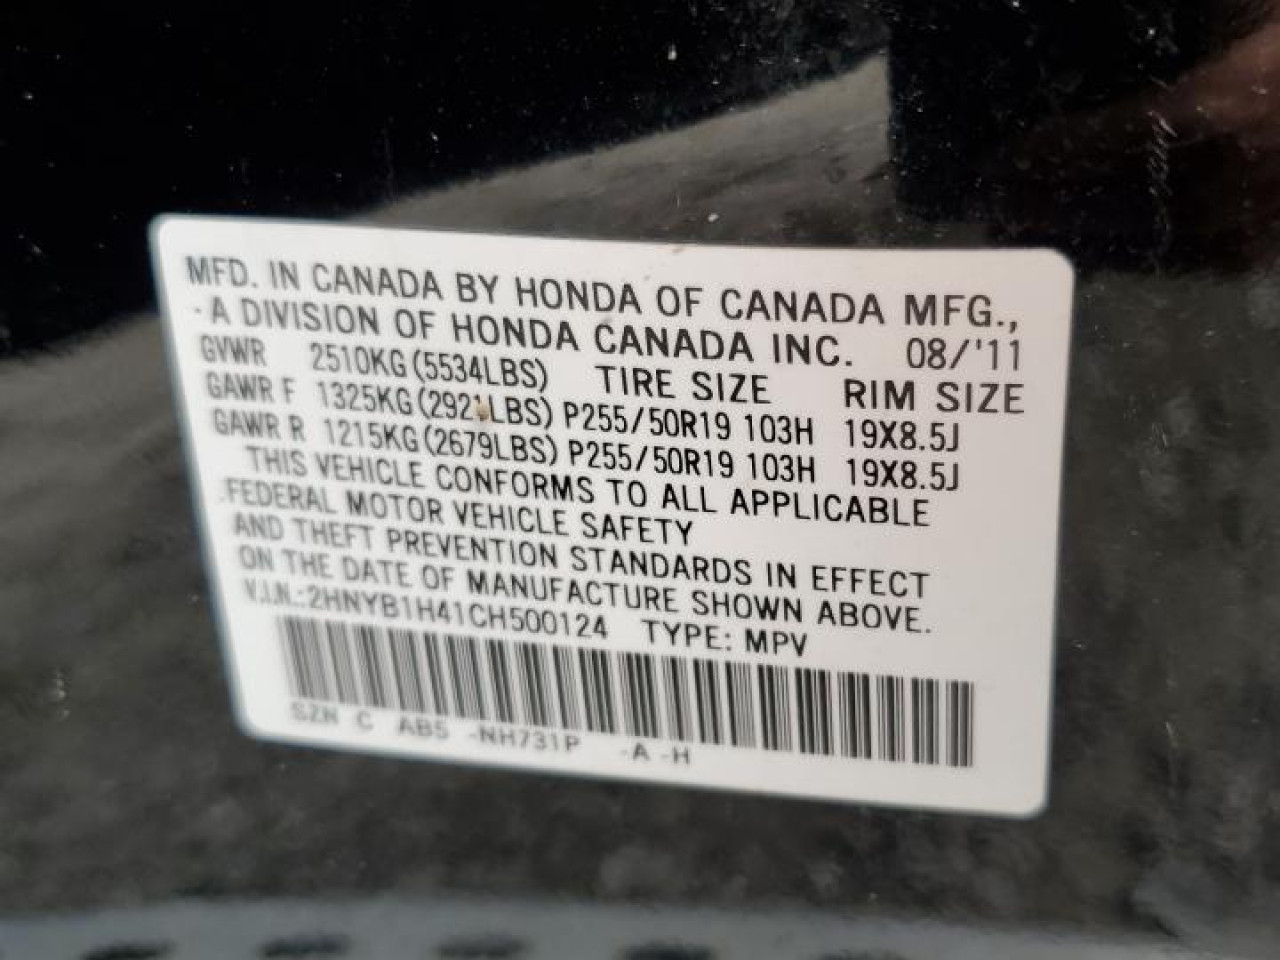 MFD. IN CANADA BY HONDA OF CANADA MFG.,
- A DIVISION OF HONDA CANADA INC. 08/'11
GVWR 2510KG (5534LBS) TIRE SIZE RIM SIZE
GAWR F 1325KG (2921LBS) P255/50R19 103H 19X8.5J
GAWR R 1215KG (2679LBS) P255/50R19 103H 19X8.5J
THIS VEHICLE CONFORMS TO ALL APPLICABLE
FEDERAL MOTOR VEHICLE SAFETY
AND THEFT PREVENTION STANDARDS IN EFFECT
ON THE DATE OF MANUFACTURE SHOWN ABOVE.
V.I.N.:2HNYB1H41CH500124 TYPE: MPV
SZN C AB5 -NH731P -A -H